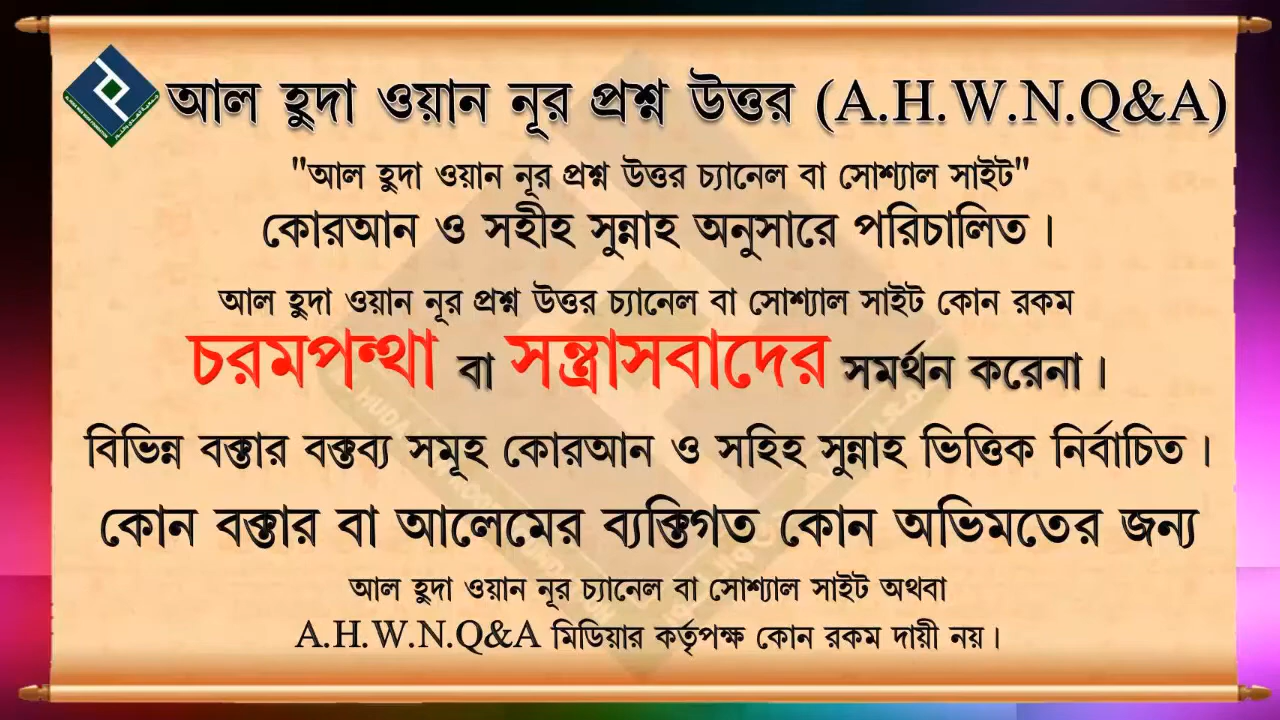 আল হুদা ওয়ান নূর প্রশ্ন উত্তর (A.H.W.N.Q&A)
"আল হুদা ওয়ান নূর প্রশ্ন উত্তর চ্যানেল বা সোশ্যাল সাইট"
কোরআন ও সহীহ সুন্নাহ অনুসারে পরিচালিত।
আল হুদা ওয়ান নূর প্রশ্ন উত্তর চ্যানেল বা সোশ্যাল সাইট কোন রকম
চরমপন্থা বা সন্ত্রাসবাদের সমর্থন করেনা।
বিভিন্ন বক্তার বক্তব্য সমূহ কোরআন ও সহিহ সুন্নাহ ভিত্তিক নির্বাচিত।
কোন বক্তার বা আলেমের ব্যক্তিগত কোন অভিমতের জন্য
আল হুদা ওয়ান নূর চ্যানেল বা সোশ্যাল সাইট অথবা
A.H.W.N.Q&A মিডিয়ার কর্তৃপক্ষ কোন রকম দায়ী নয়।